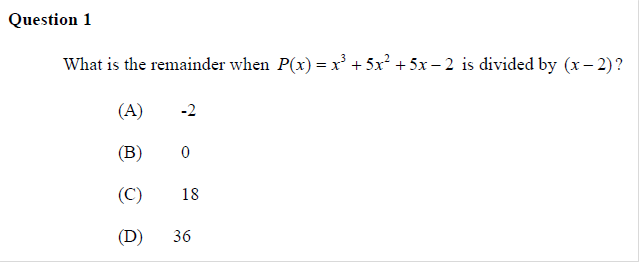 Question 1
What is the remainder when P(x) = x³ + 5x² + 5x – 2 is divided by (x – 2)?
(A) -2
(B) 0
(C) 18
(D) 36